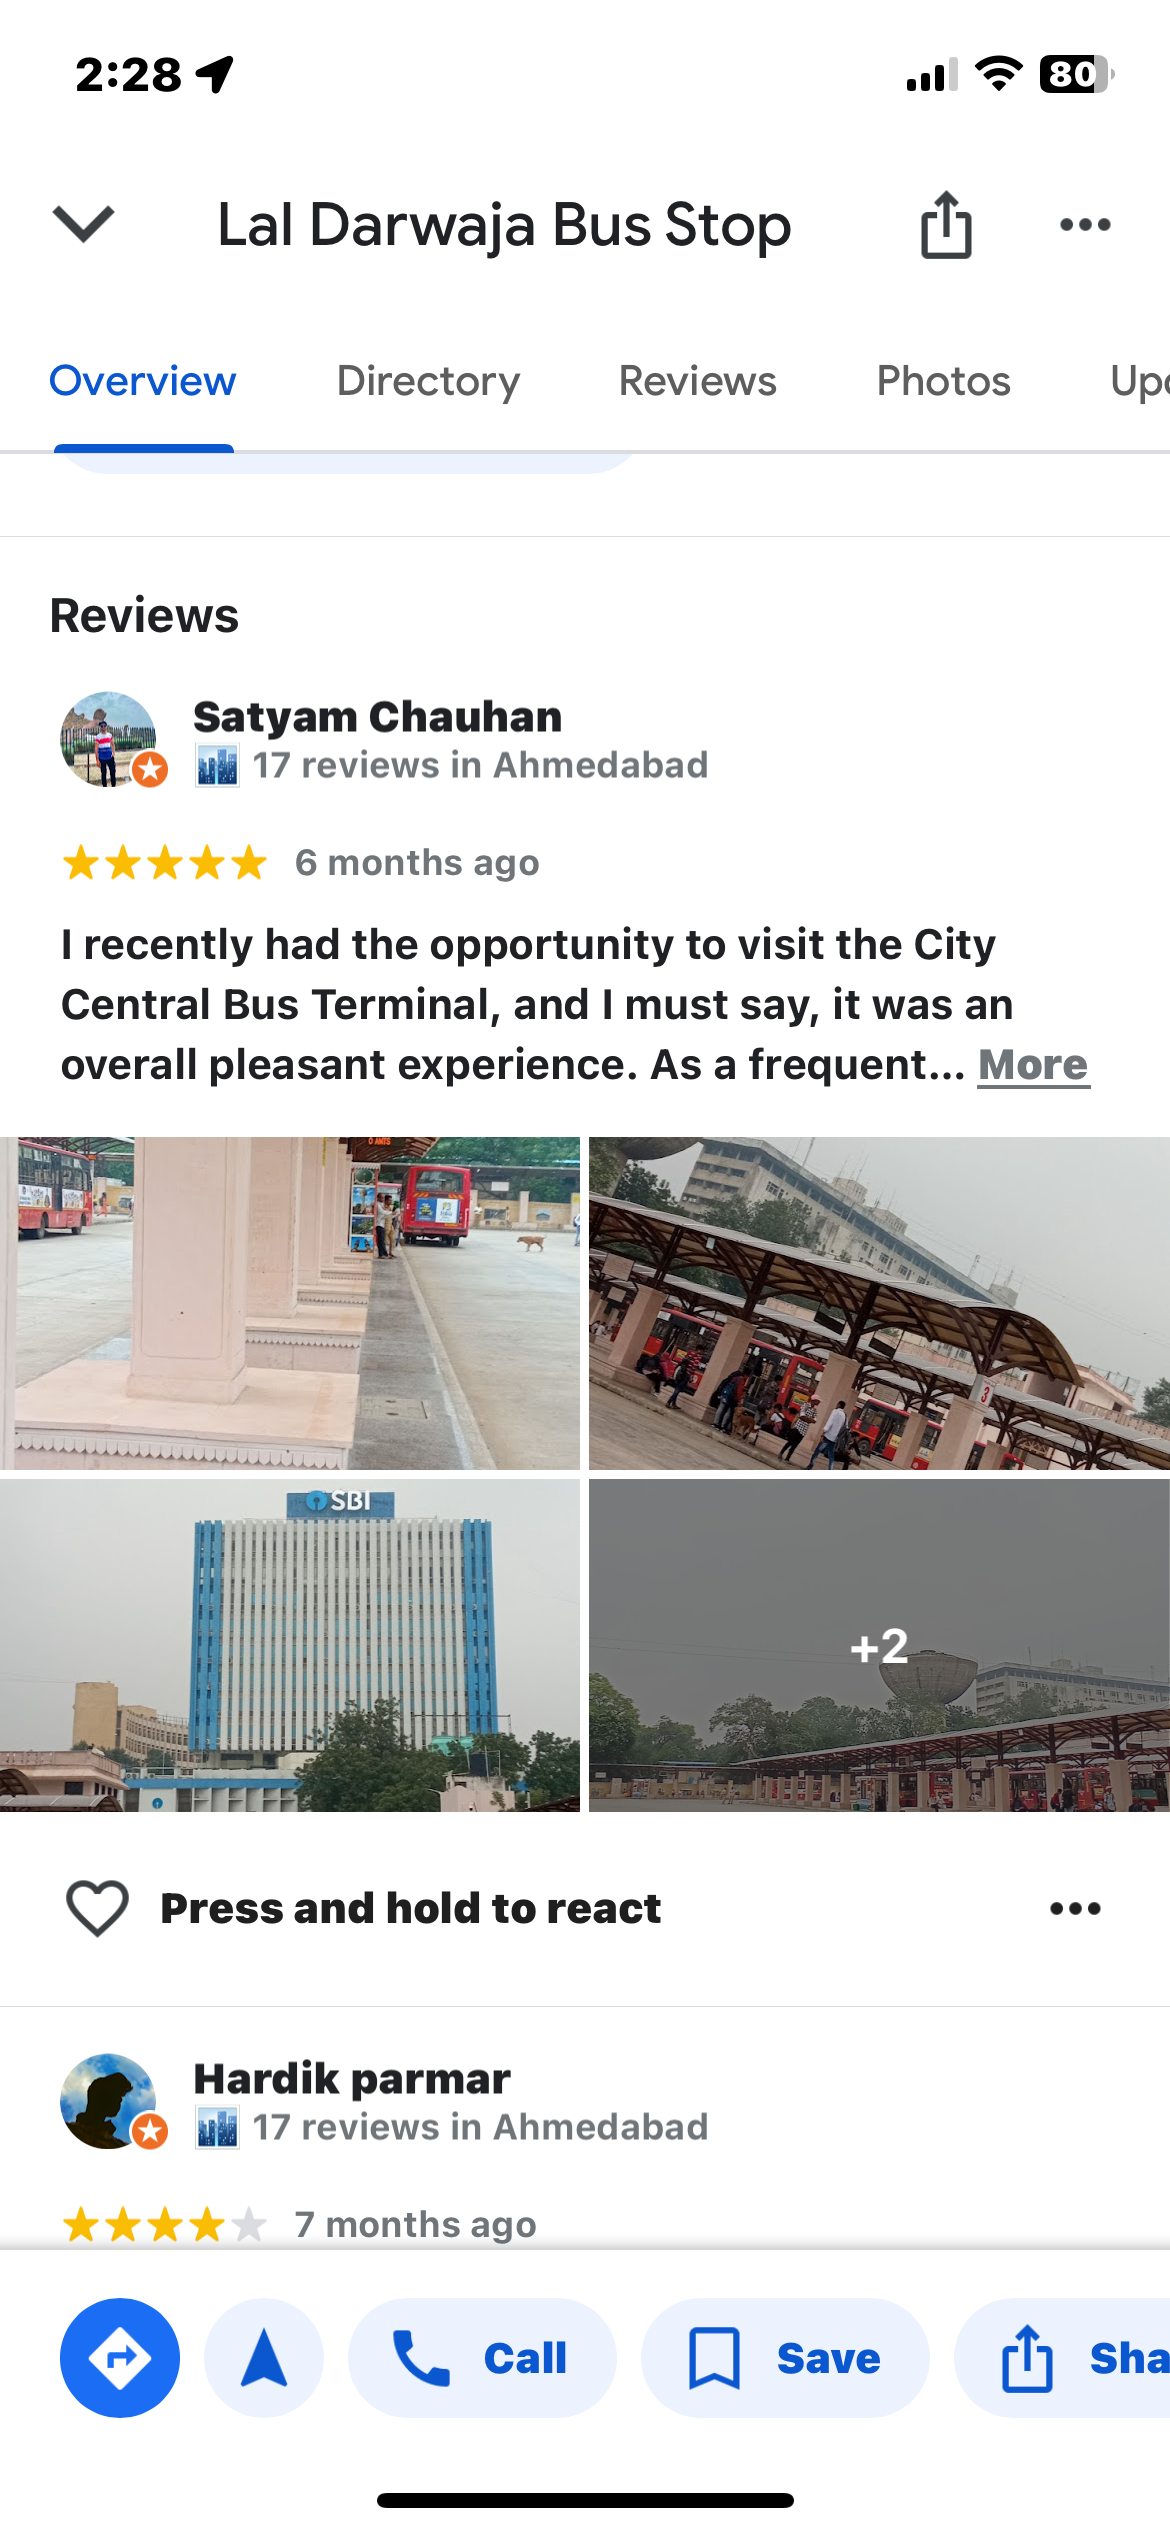 2:28
80
Lal Darwaja Bus Stop
Overview Directory Reviews Photos Upd
Reviews
Satyam Chauhan
17 reviews in Ahmedabad
6 months ago
I recently had the opportunity to visit the City
Central Bus Terminal, and I must say, it was an
overall pleasant experience. As a frequent... More
SBI
3
+2
Press and hold to react
Hardik parmar
17 reviews in Ahmedabad
7 months ago
Call Save Sha